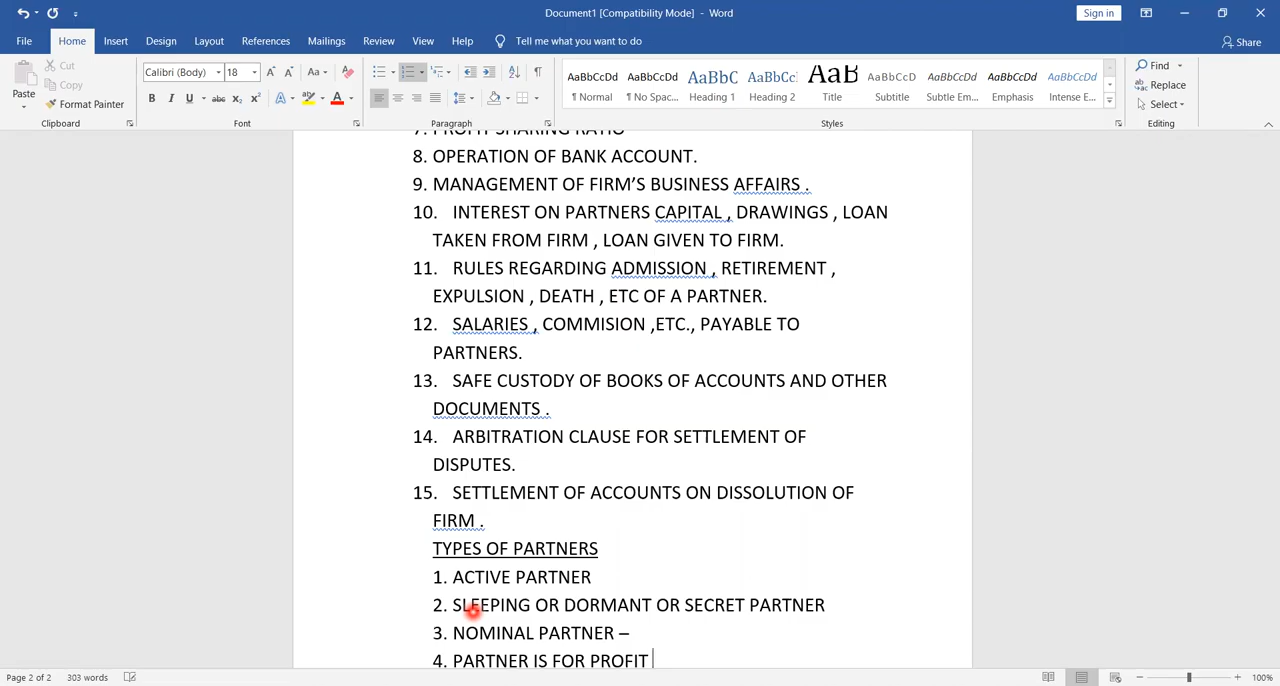 Document1 [Compatibility Mode] - Word
Sign in
File Home Insert Design Layout References Mailings Review View Help Tell me what you want to do
Share
Paste
Cut
Copy
Format Painter
Clipboard
Calibri (Body) 18
Font
Paragraph
AaBbCcDd AaBbCcDd AaBbC AaBbCc AaB AaBbCcD AaBbCcDd AaBbCcDd AaBbCcDd
¶ Normal ¶ No Spac... Heading 1 Heading 2 Title Subtitle Subtle Em... Emphasis Intense E...
Styles
Find
Replace
Select
Editing
7. PROFIT SHARING RATIO
8. OPERATION OF BANK ACCOUNT.
9. MANAGEMENT OF FIRM’S BUSINESS AFFAIRS .
10. INTEREST ON PARTNERS CAPITAL , DRAWINGS , LOAN
TAKEN FROM FIRM , LOAN GIVEN TO FIRM.
11. RULES REGARDING ADMISSION , RETIREMENT ,
EXPULSION , DEATH , ETC OF A PARTNER.
12. SALARIES , COMMISION ,ETC., PAYABLE TO
PARTNERS.
13. SAFE CUSTODY OF BOOKS OF ACCOUNTS AND OTHER
DOCUMENTS .
14. ARBITRATION CLAUSE FOR SETTLEMENT OF
DISPUTES.
15. SETTLEMENT OF ACCOUNTS ON DISSOLUTION OF
FIRM .
TYPES OF PARTNERS
1. ACTIVE PARTNER
2. SLEEPING OR DORMANT OR SECRET PARTNER
3. NOMINAL PARTNER –
4. PARTNER IS FOR PROFIT
Page 2 of 2 303 words
100%